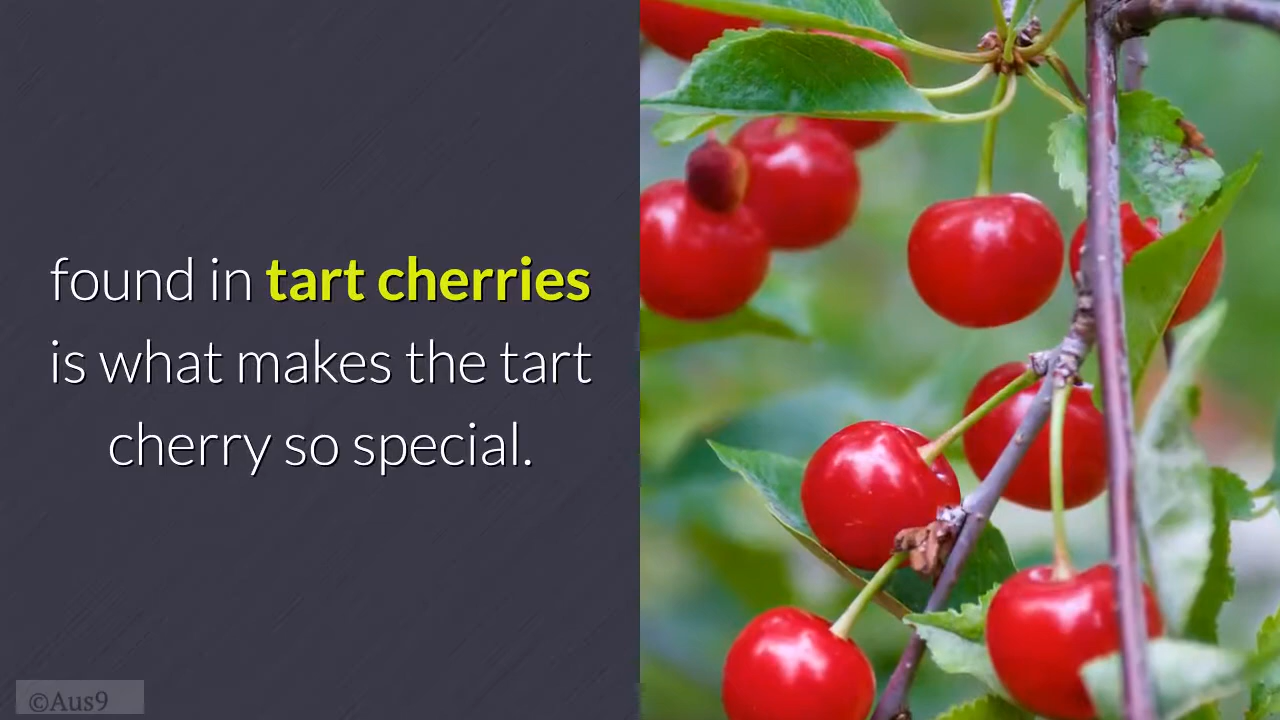 found in tart cherries
is what makes the tart
cherry so special.
©Aus9